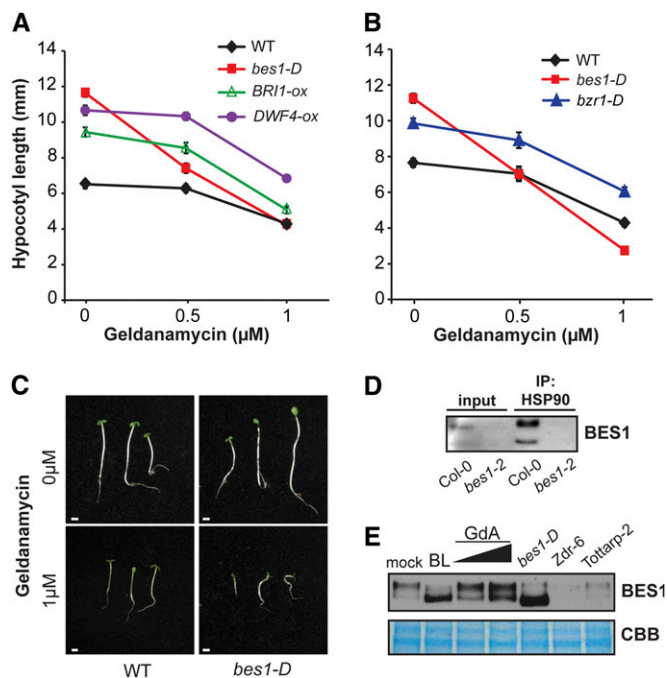 A
WT
bes1-D
BRI1-ox
DWF4-ox
Hypocotyl length (mm)
14
12
10
8
6
4
2
0
0
0.5
1
Geldanamycin (µM)
B
WT
bes1-D
bzr1-D
14
12
10
8
6
4
2
0
0
0.5
1
Geldanamycin (µM)
C
Geldanamycin
0µM
1µM
WT
bes1-D
D
input
IP:
HSP90
BES1
Col-0
bes1-2
Col-0
bes1-2
E
mock
BL
GdA
bes1-D
Zdr-6
Tottarp-2
BES1
CBB